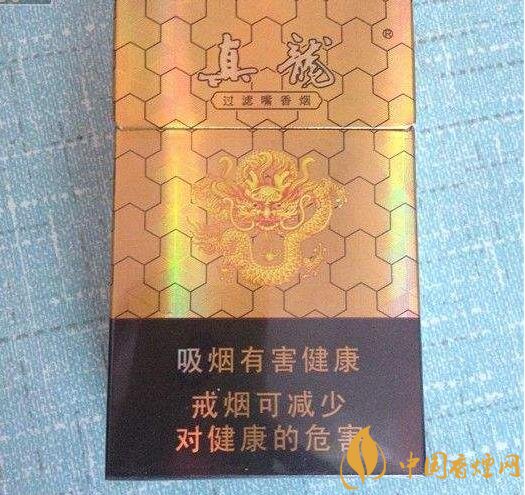 真龍®
过滤嘴香烟
吸烟有害健康
戒烟可减少
对健康的危害
中国香烟网